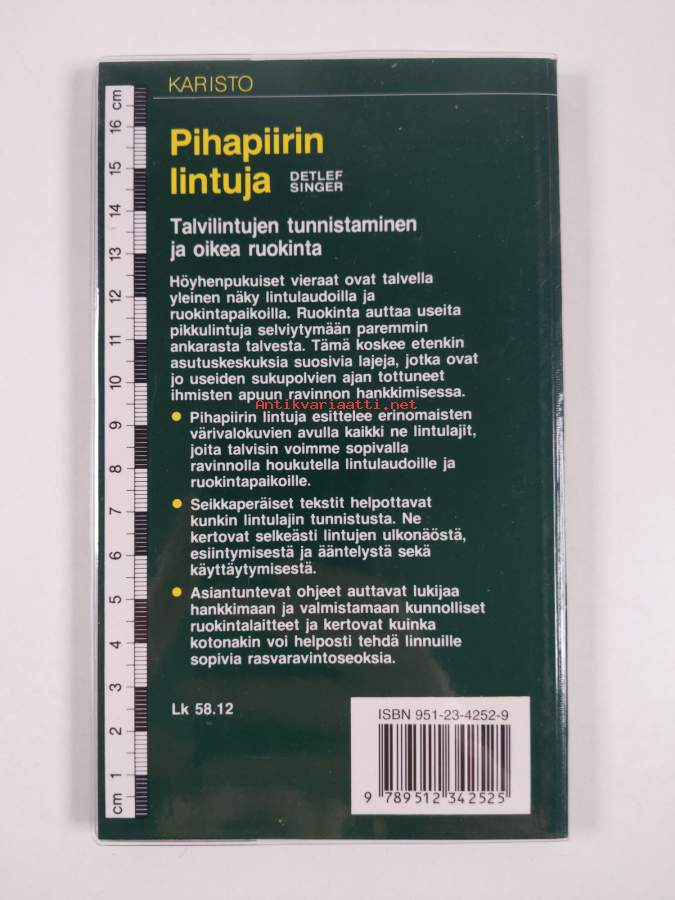 KARISTO
Pihapiirin
lintuja DETLEF SINGER
Talvilintujen tunnistaminen
ja oikea ruokinta
Höyhenpukuiset vieraat ovat talvella
yleinen näky lintulaudoilla ja
ruokintapaikoilla. Ruokinta auttaa useita
pikkulintuja selviytymään paremmin
ankarasta talvesta. Tämä koskee etenkin
asutuskeskuksia suosivia lajeja, jotka ovat
jo useiden sukupolvien ajan tottuneet
ihmisten apuun ravinnon hankkimisessa.
Antikvariaatti.net
● Pihapiirin lintuja esittelee erinomaisten
värivalokuvien avulla kaikki ne lintulajit,
joita talvisin voimme sopivalla
ravinnolla houkutella lintulaudoille ja
ruokintapaikoille.
● Seikkaperäiset tekstit helpottavat
kunkin lintulajin tunnistusta. Ne
kertovat selkeästi lintujen ulkonäöstä,
esiintymisestä ja ääntelystä sekä
käyttäytymisestä.
● Asiantuntevat ohjeet auttavat lukijaa
hankkimaan ja valmistamaan kunnolliset
ruokintalaitteet ja kertovat kuinka
kotonakin voi helposti tehdä linnuille
sopivia rasvaravintoseoksia.
Lk 58.12
ISBN 951-23-4252-9
9 789512 342525
cm
16
15
14
13
12
11
10
9
8
7
6
5
4
3
2
1
cm